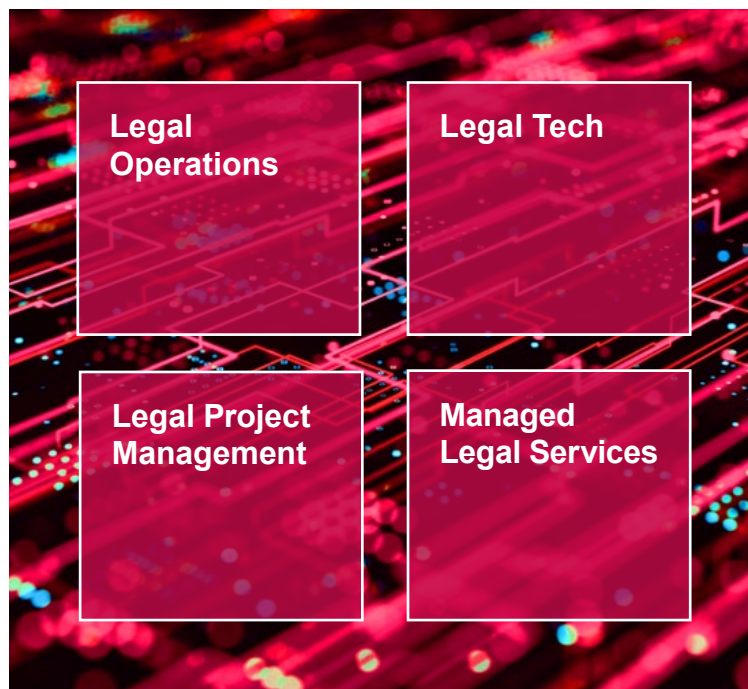 Legal
Operations
Legal Tech
Legal Project
Management
Managed
Legal Services